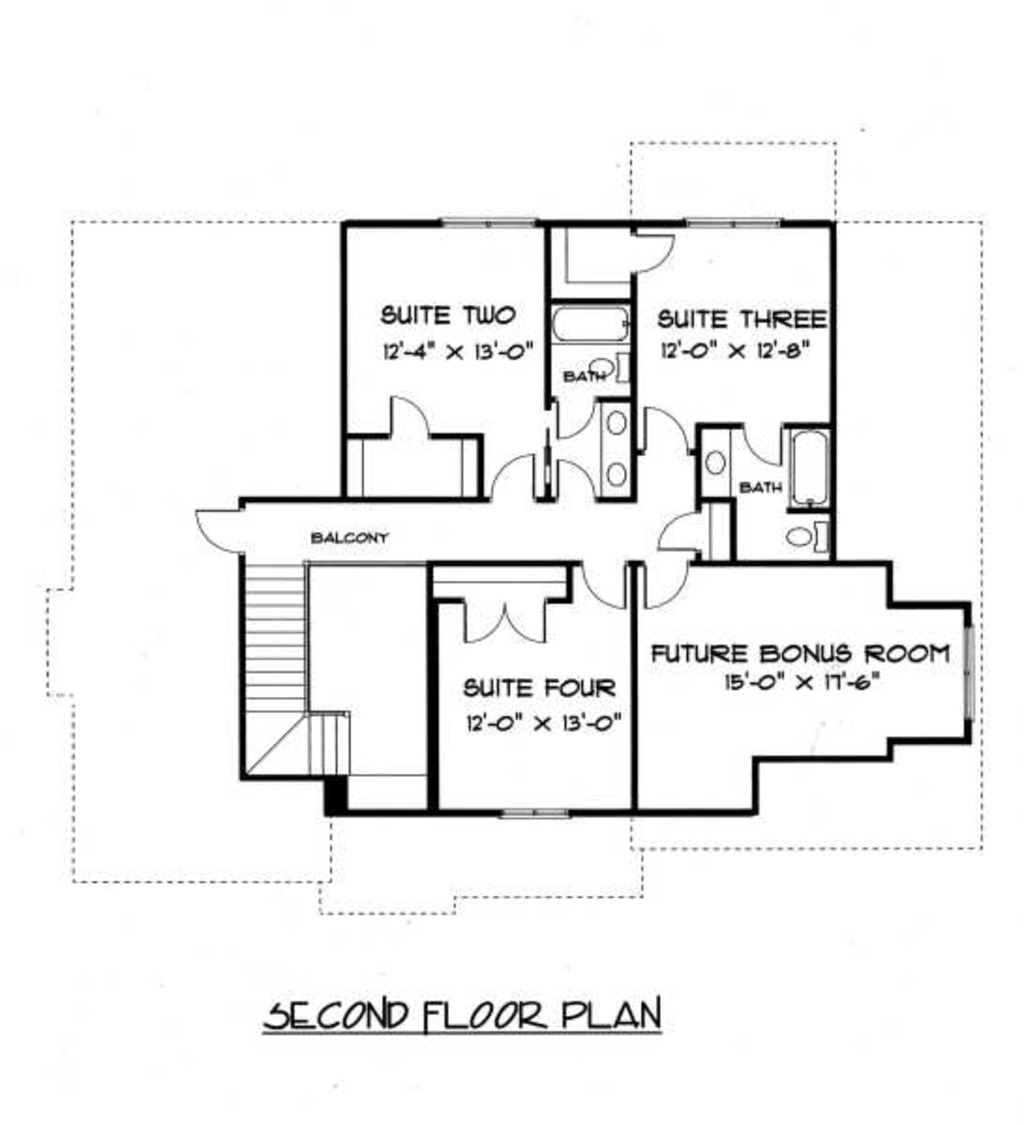 SUITE TWO
12'-4" X 13'-0"
SUITE THREE
12'-0" X 12'-8"
BATH
BATH
BALCONY
FUTURE BONUS ROOM
15'-0" X 17'-6"
SUITE FOUR
12'-0" X 13'-0"
SECOND FLOOR PLAN